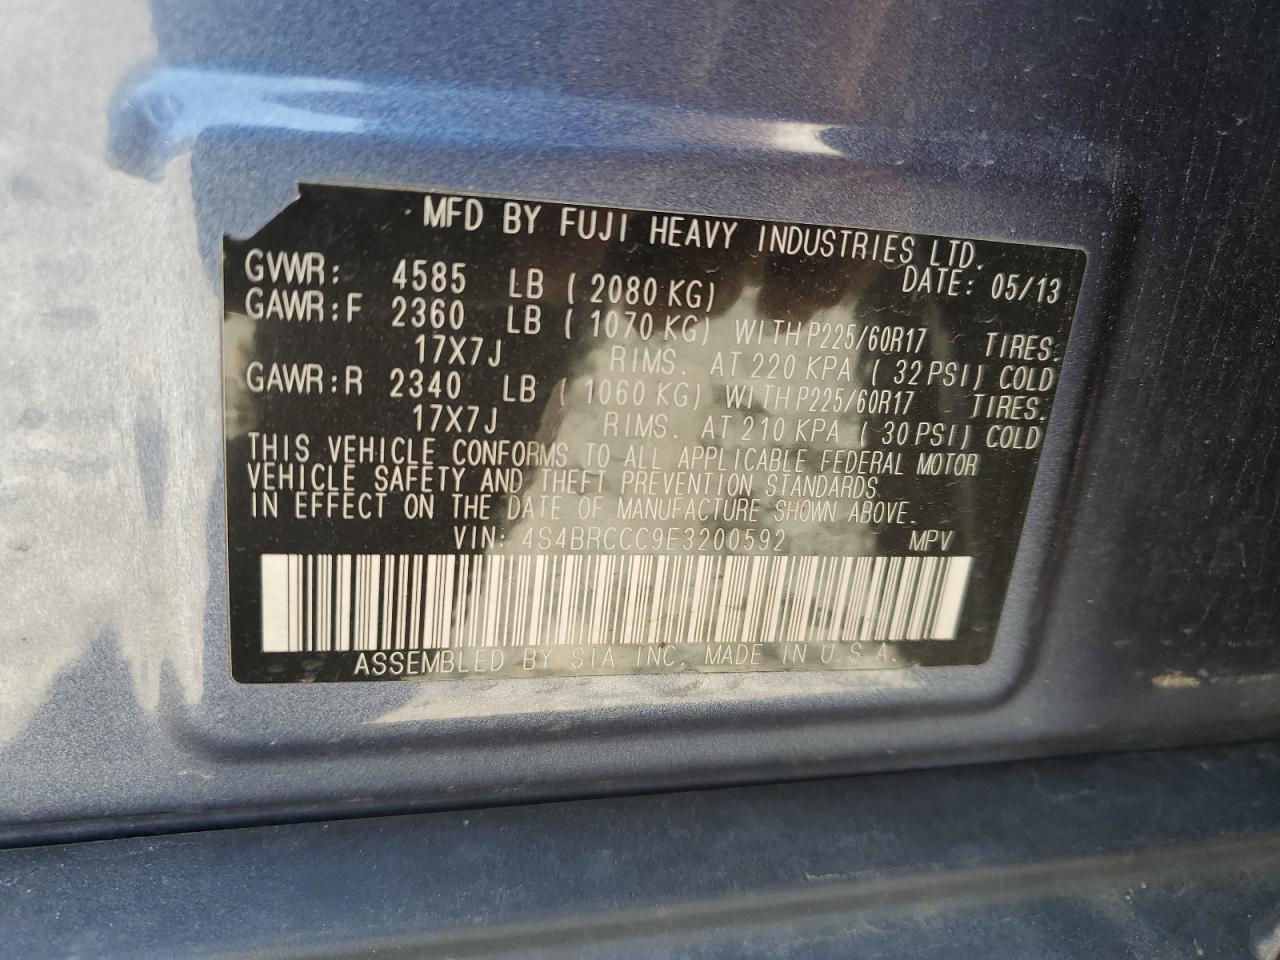 MFD BY FUJI HEAVY INDUSTRIES LTD.
DATE: 05/13
GVWR: 4585 LB ( 2080 KG)
GAWR:F 2360 LB ( 1070 KG) WITH P225/60R17 TIRES.
17X7J RIMS. AT 220 KPA ( 32 PSI) COLD
GAWR:R 2340 LB ( 1060 KG) WITH P225/60R17 TIRES.
17X7J RIMS. AT 210 KPA ( 30 PSI) COLD
THIS VEHICLE CONFORMS TO ALL APPLICABLE FEDERAL MOTOR
VEHICLE SAFETY AND THEFT PREVENTION STANDARDS
IN EFFECT ON THE DATE OF MANUFACTURE SHOWN ABOVE.
VIN: 4S4BRCCC9E3200592 MPV
ASSEMBLED BY SIA INC. MADE IN U.S.A.